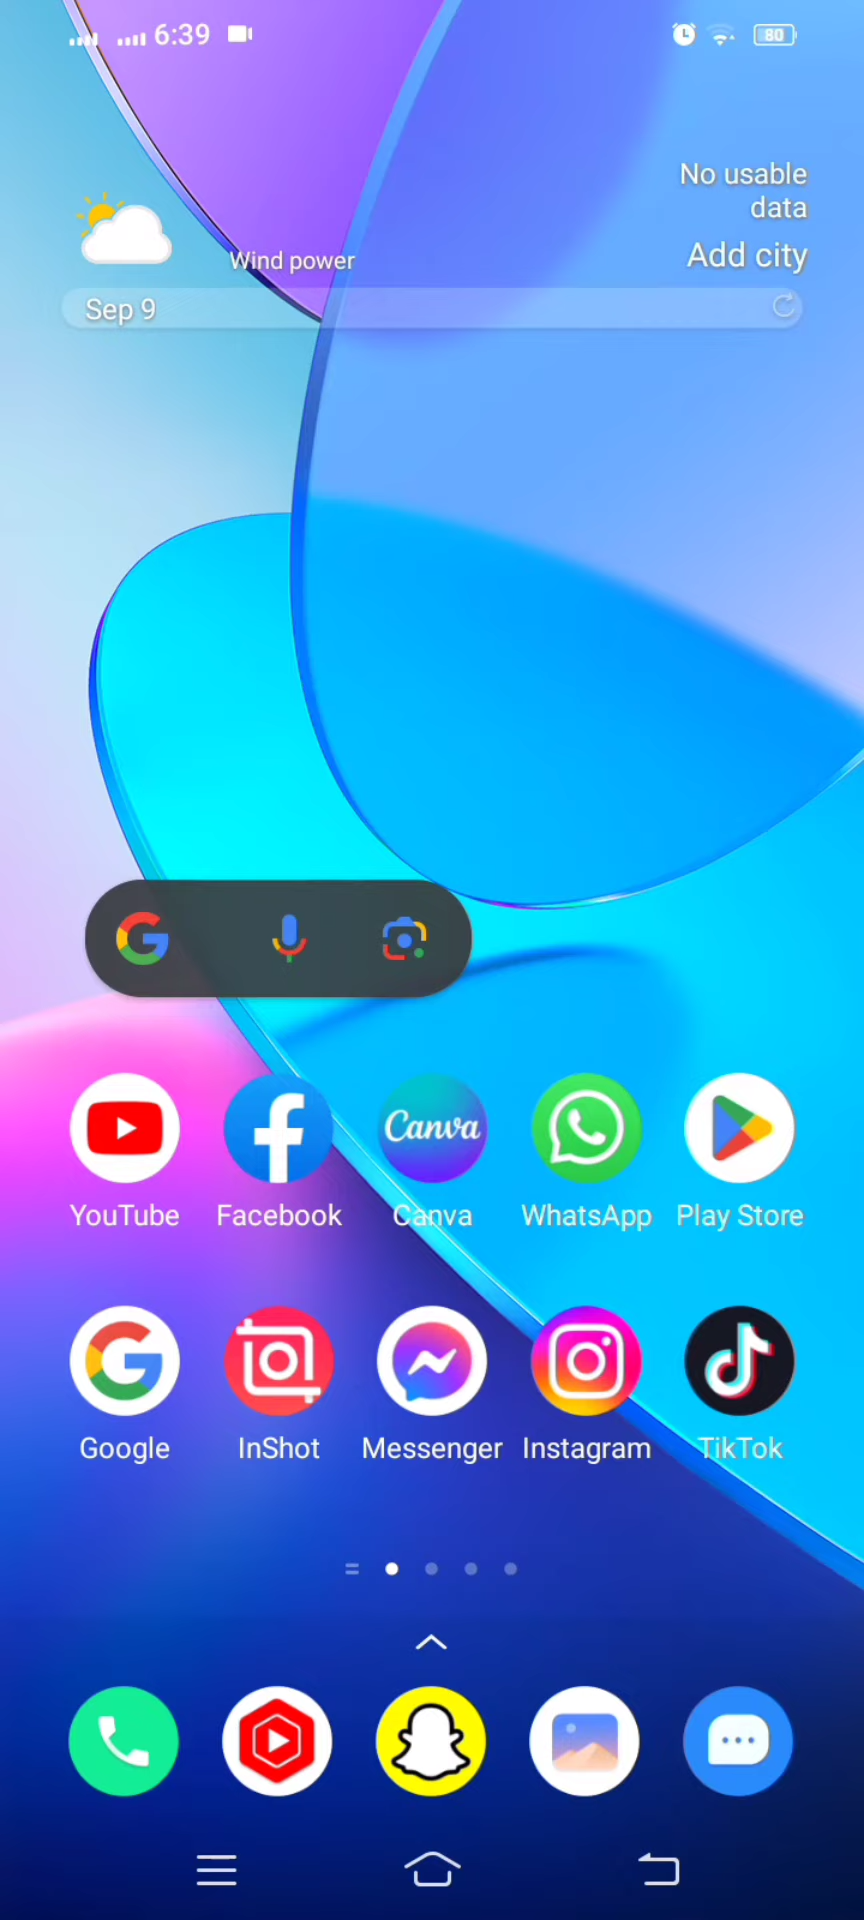 6:39
80
No usable
data
Wind power
Add city
Sep 9
Canva
YouTube
Facebook
Canva
WhatsApp
Play Store
Google
InShot
Messenger
Instagram
TikTok